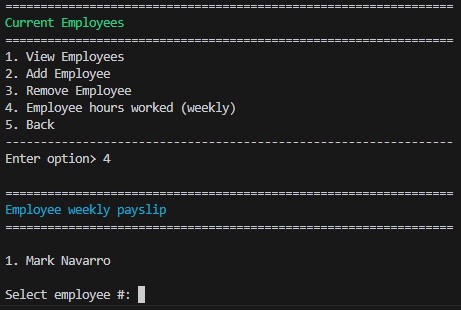 ================================================================
Current Employees
================================================================
1. View Employees
2. Add Employee
3. Remove Employee
4. Employee hours worked (weekly)
5. Back
----------------------------------------------------------------
Enter option> 4
================================================================
Employee weekly payslip
================================================================
1. Mark Navarro
Select employee #: